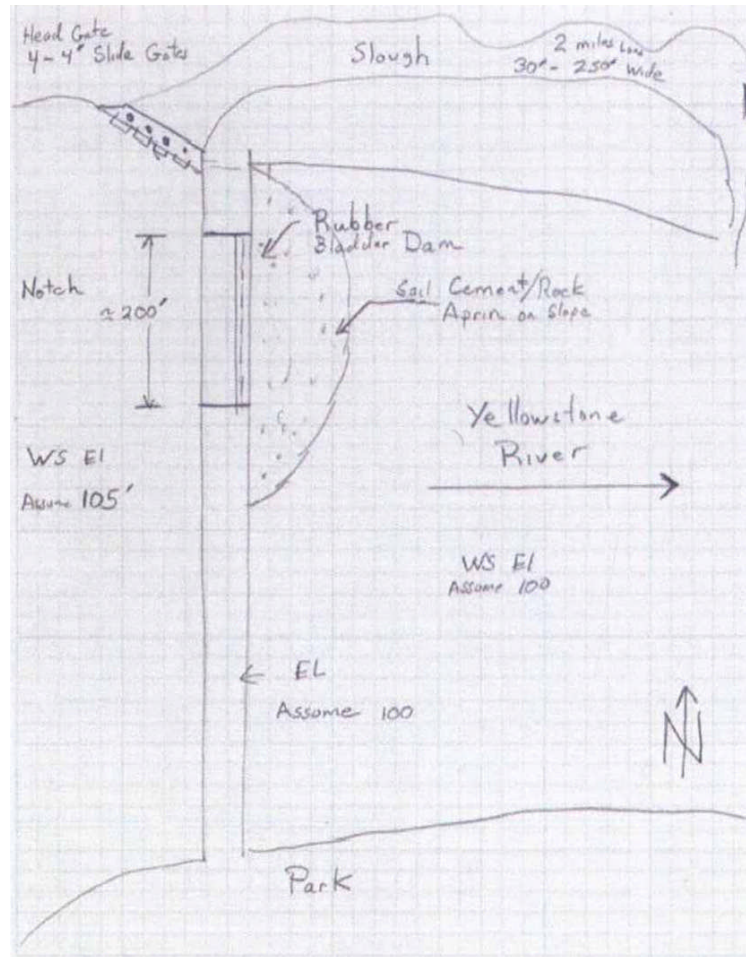 Head Gate
4-4' Slide Gates
Slough
2 miles Long
30'- 250' wide
Rubber
Bladder Dam
Soil Cement/Rock
Apron on Slope
Notch
≈200'
Yellowstone
River
WS El
Assume 105'
WS El
Assume 100
EL
Assume 100
N
Park